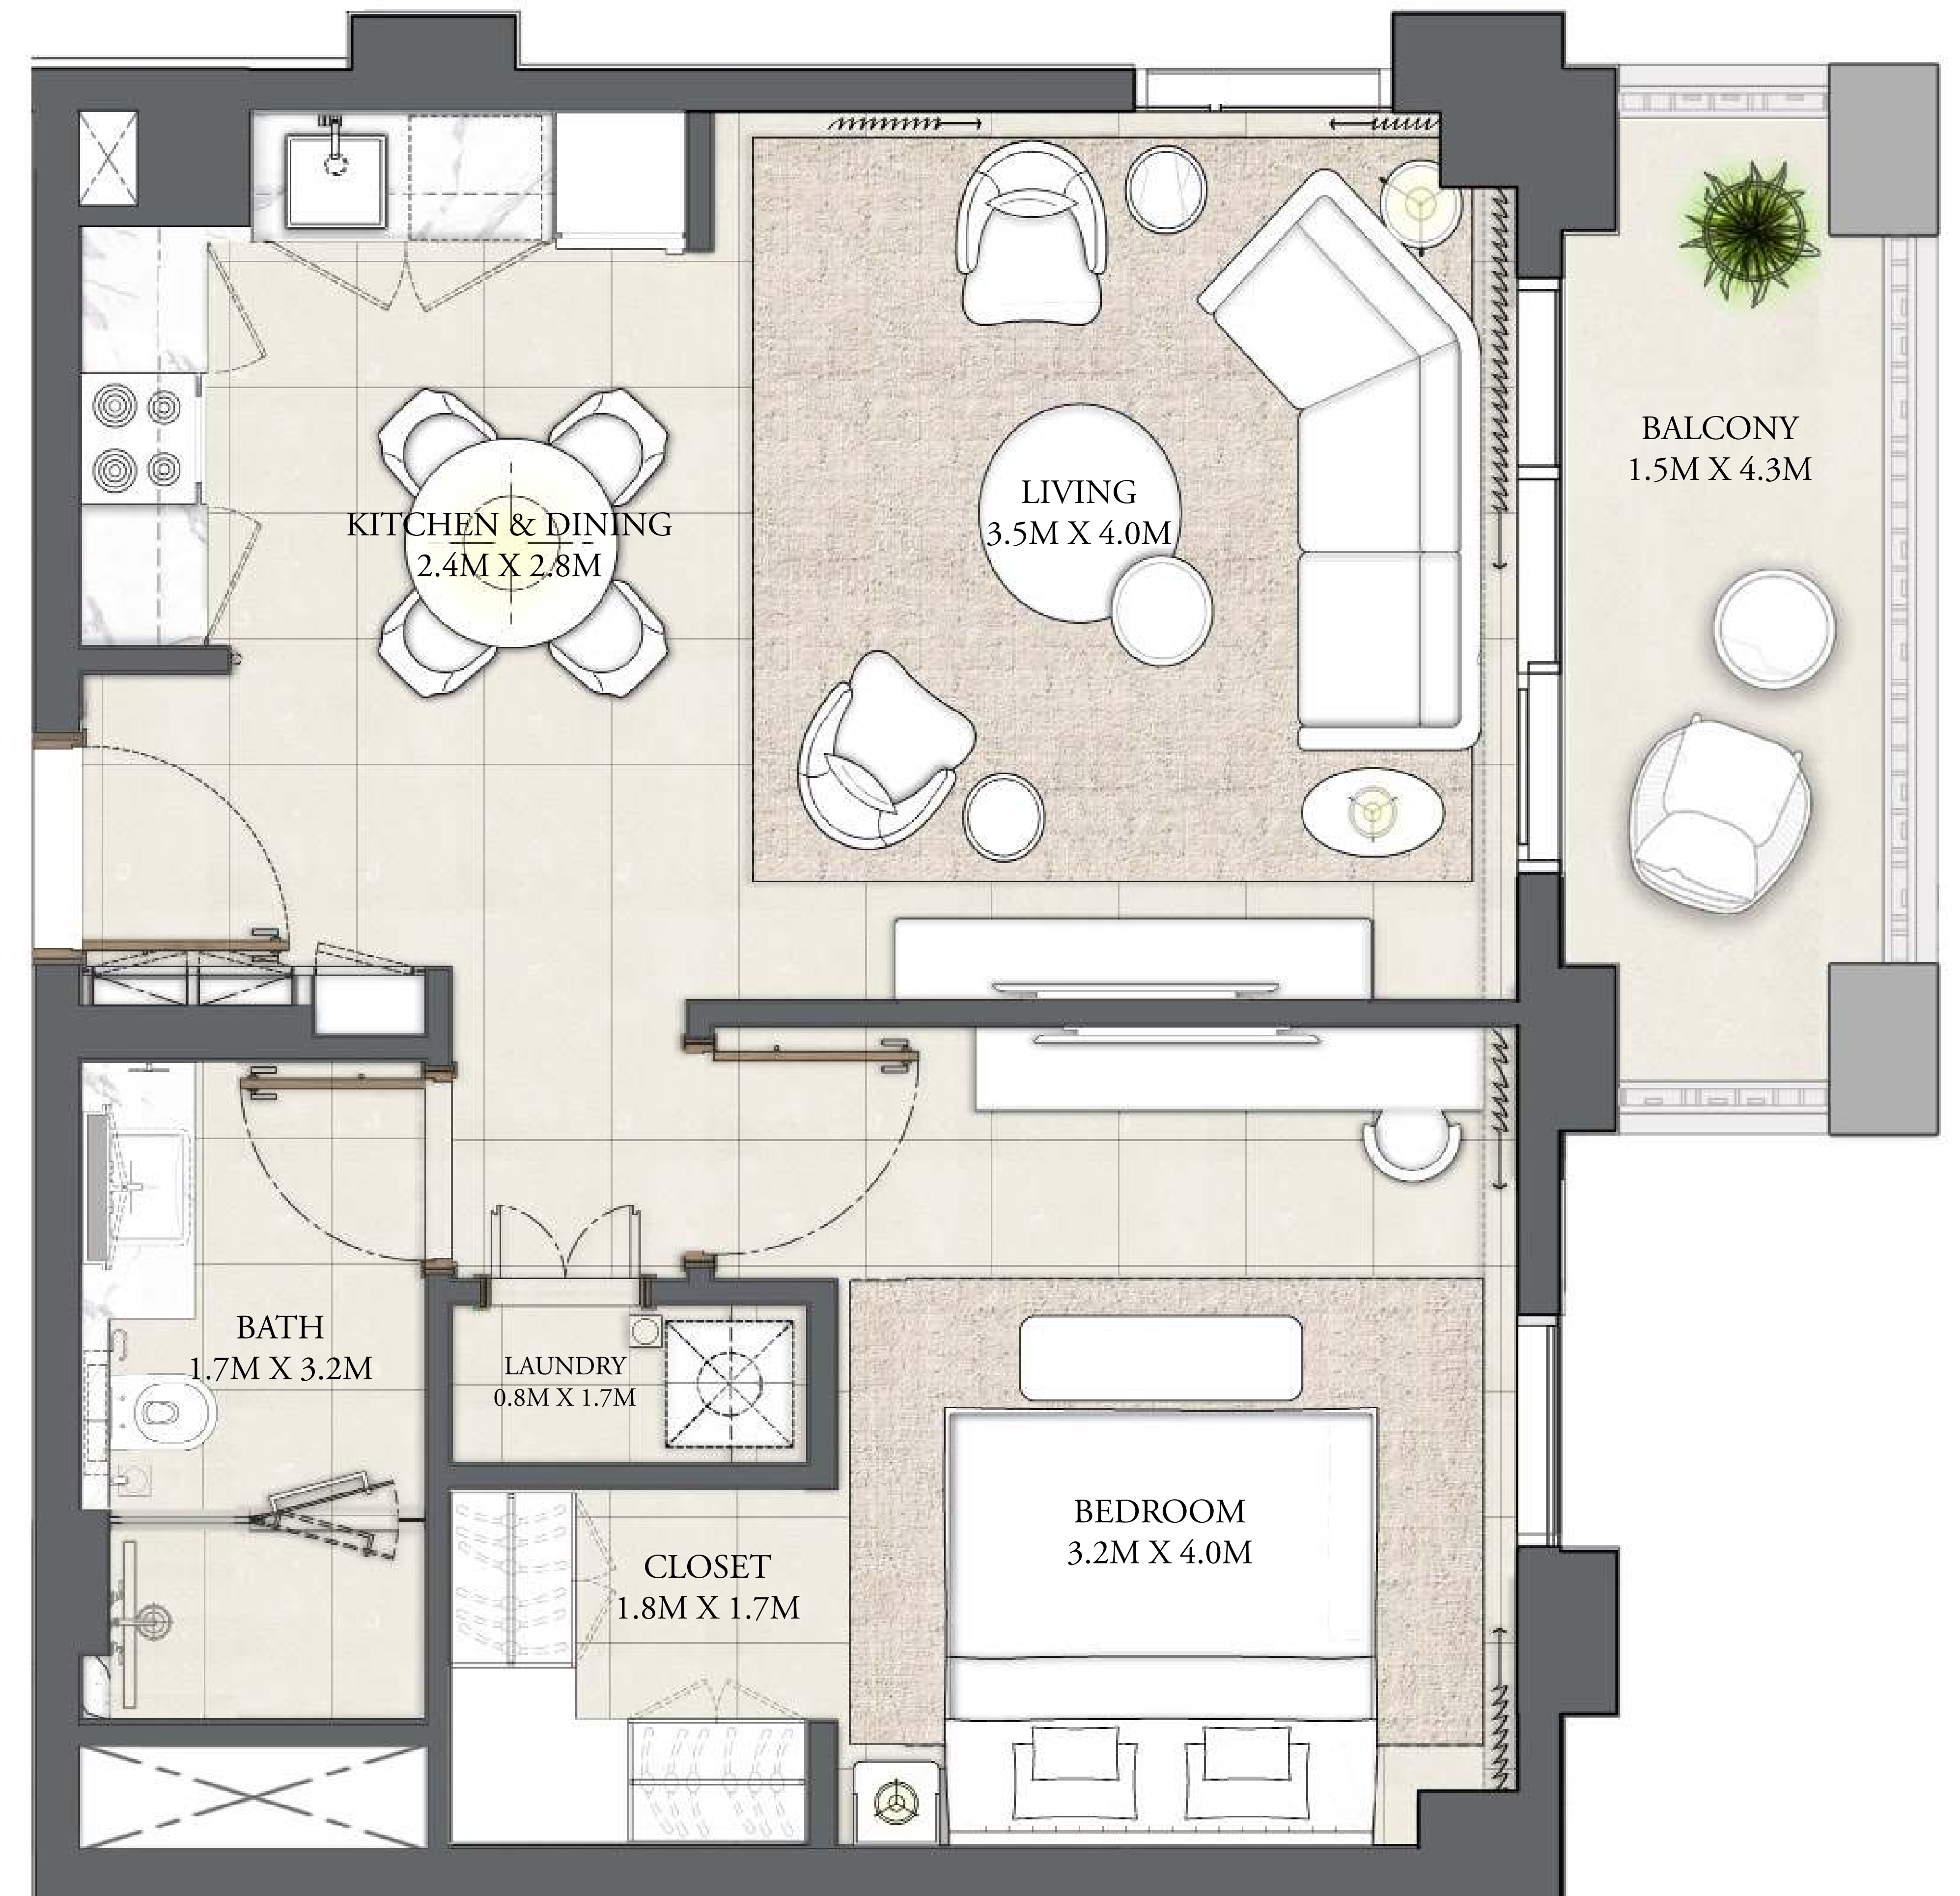 BALCONY
1.5M X 4.3M
LIVING
3.5M X 4.0M
KITCHEN & DINING
2.4M X 2.8M
BATH
1.7M X 3.2M
LAUNDRY
0.8M X 1.7M
BEDROOM
3.2M X 4.0M
CLOSET
1.8M X 1.7M